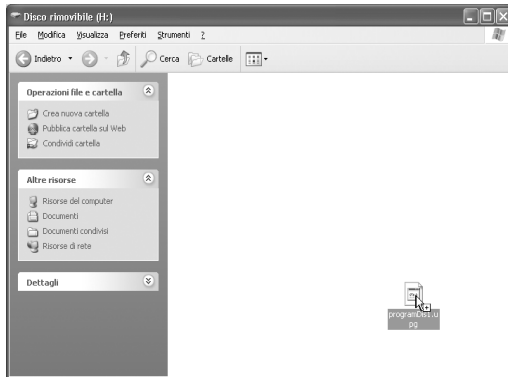 Disco rimovibile (H:)
File Modifica Visualizza Preferiti Strumenti ?
Indietro Cerca Cartelle
Operazioni file e cartella
Crea nuova cartella
Pubblica cartella sul Web
Condividi cartella
Altre risorse
Risorse del computer
Documenti
Documenti condivisi
Risorse di rete
Dettagli
pg